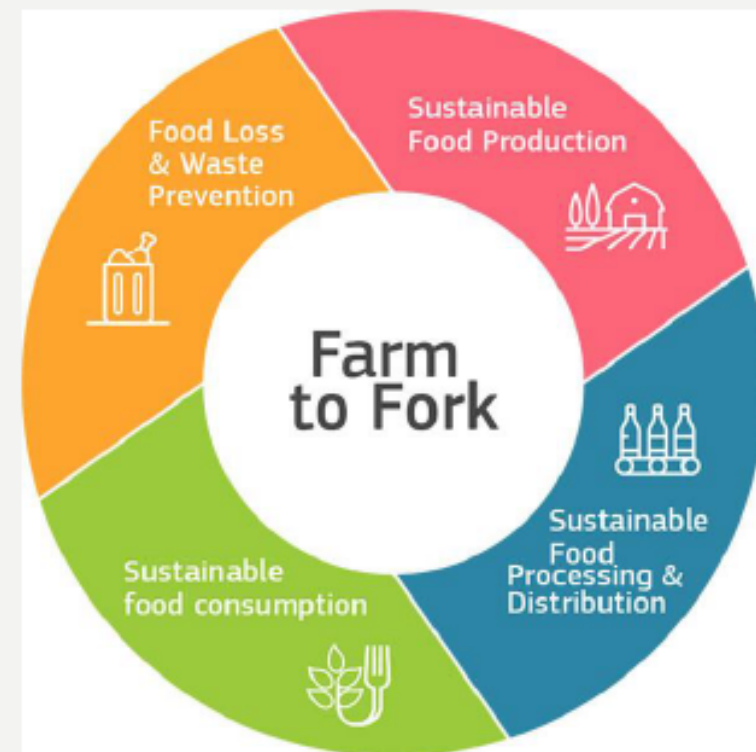 Food Loss
& Waste
Prevention
Sustainable
Food Production
Farm
to Fork
Sustainable
Food
Processing &
Distribution
Sustainable
food consumption